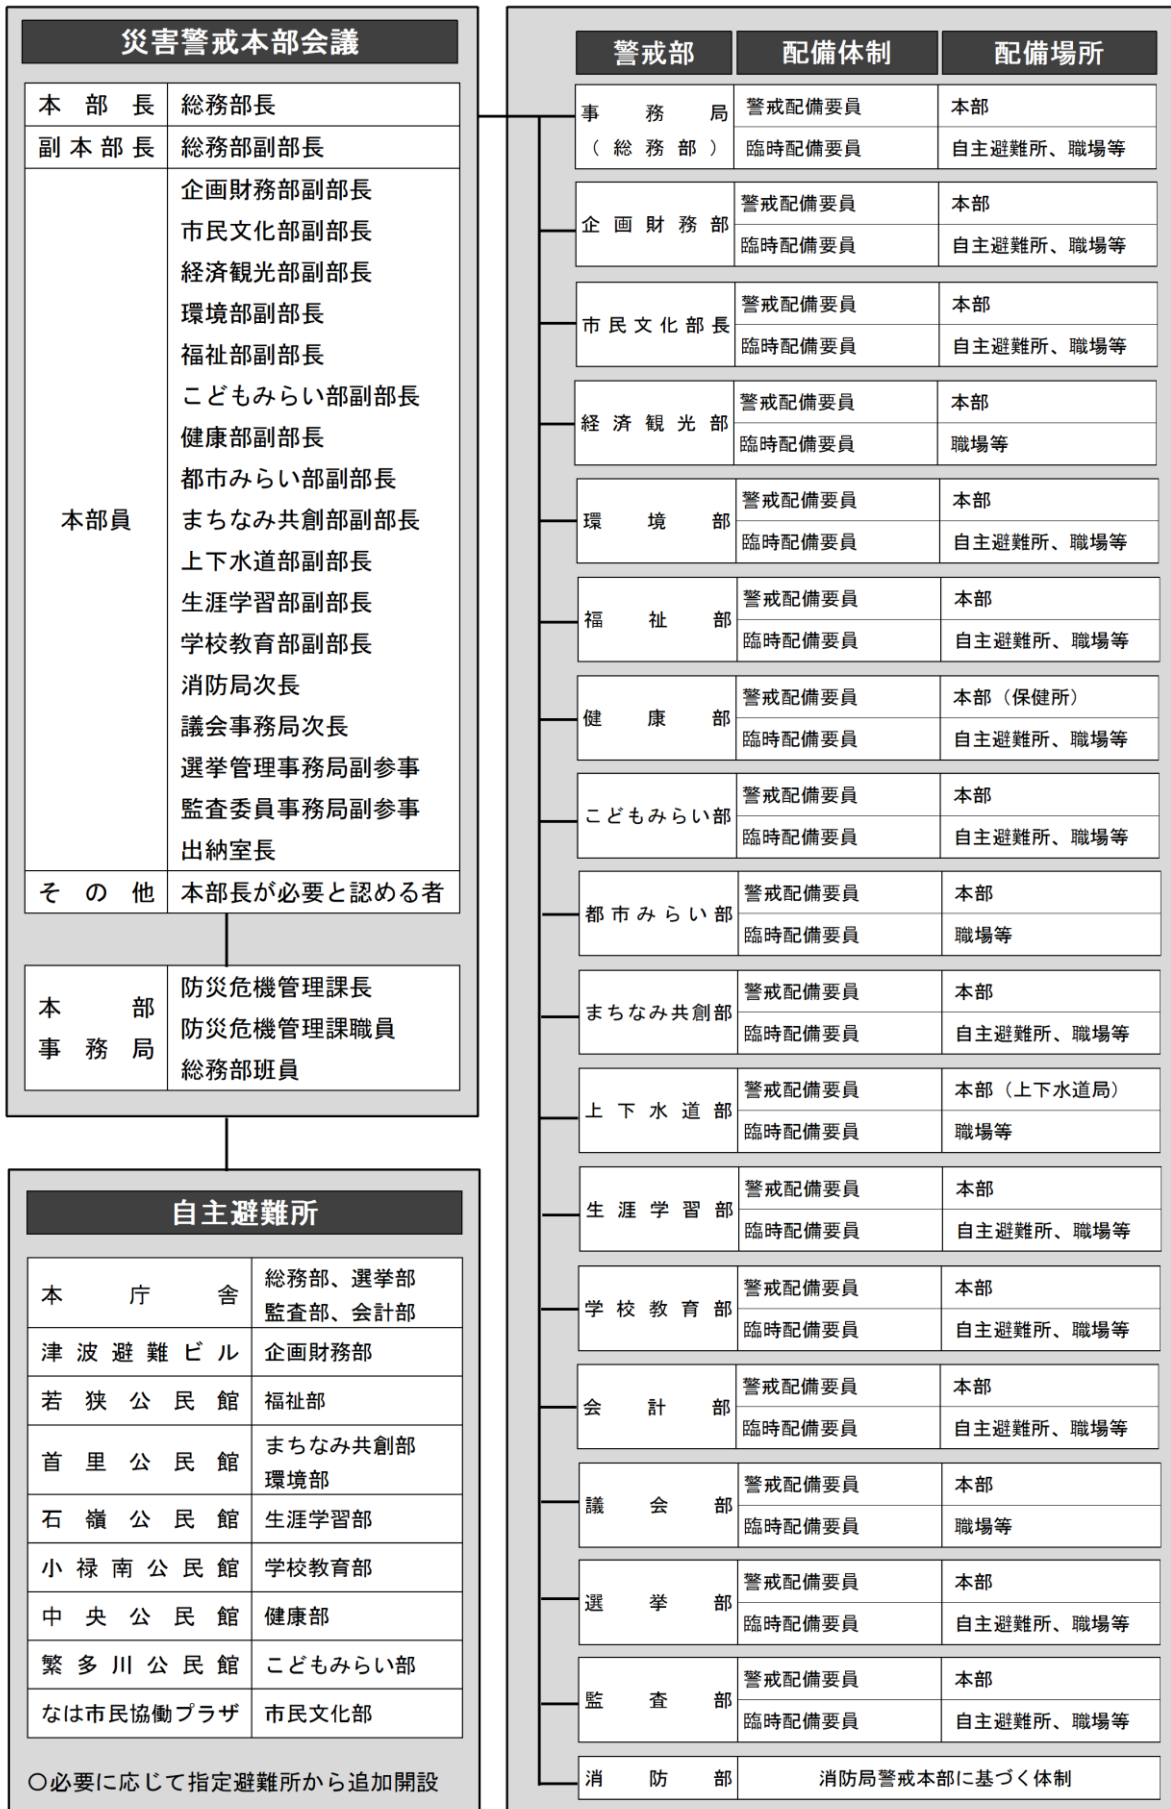 災害警戒本部会議
本部長 総務部長
副本部長 総務部副部長
本部員
企画財務部副部長
市民文化部副部長
経済観光部副部長
環境部副部長
福祉部副部長
こどもみらい部副部長
健康部副部長
都市みらい部副部長
まちなみ共創部副部長
上下水道部副部長
生涯学習部副部長
学校教育部副部長
消防局次長
議会事務局次長
選挙管理事務局副参事
監査委員事務局副参事
出納室長
その他 本部長が必要と認める者
本部
事務局
防災危機管理課長
防災危機管理課職員
総務部班員
自主避難所
本庁舎
総務部、選挙部
監査部、会計部
津波避難ビル 企画財務部
若狭公民館 福祉部
首里公民館
まちなみ共創部
環境部
石嶺公民館 生涯学習部
小禄南公民館 学校教育部
中央公民館 健康部
繁多川公民館 こどもみらい部
なは市民協働プラザ 市民文化部
○必要に応じて指定避難所から追加開設
警戒部 配備体制 配備場所
事務局
（総務部）
警戒配備要員 本部
臨時配備要員 自主避難所、職場等
企画財務部
警戒配備要員 本部
臨時配備要員 自主避難所、職場等
市民文化部長
警戒配備要員 本部
臨時配備要員 自主避難所、職場等
経済観光部
警戒配備要員 本部
臨時配備要員 職場等
環境部
警戒配備要員 本部
臨時配備要員 自主避難所、職場等
福祉部
警戒配備要員 本部
臨時配備要員 自主避難所、職場等
健康部
警戒配備要員 本部（保健所）
臨時配備要員 自主避難所、職場等
こどもみらい部
警戒配備要員 本部
臨時配備要員 自主避難所、職場等
都市みらい部
警戒配備要員 本部
臨時配備要員 職場等
まちなみ共創部
警戒配備要員 本部
臨時配備要員 自主避難所、職場等
上下水道部
警戒配備要員 本部（上下水道局）
臨時配備要員 職場等
生涯学習部
警戒配備要員 本部
臨時配備要員 自主避難所、職場等
学校教育部
警戒配備要員 本部
臨時配備要員 自主避難所、職場等
会計部
警戒配備要員 本部
臨時配備要員 自主避難所、職場等
議会部
警戒配備要員 本部
臨時配備要員 職場等
選挙部
警戒配備要員 本部
臨時配備要員 自主避難所、職場等
監査部
警戒配備要員 本部
臨時配備要員 自主避難所、職場等
消防部 消防局警戒本部に基づく体制